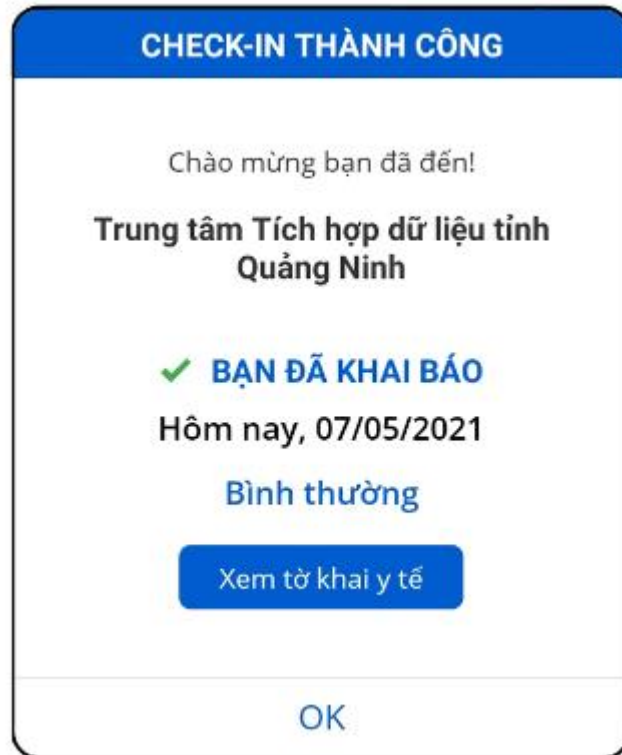 CHECK-IN THÀNH CÔNG
Chào mừng bạn đã đến!
Trung tâm Tích hợp dữ liệu tỉnh
Quảng Ninh
BẠN ĐÃ KHAI BÁO
Hôm nay, 07/05/2021
Bình thường
Xem tờ khai y tế
OK